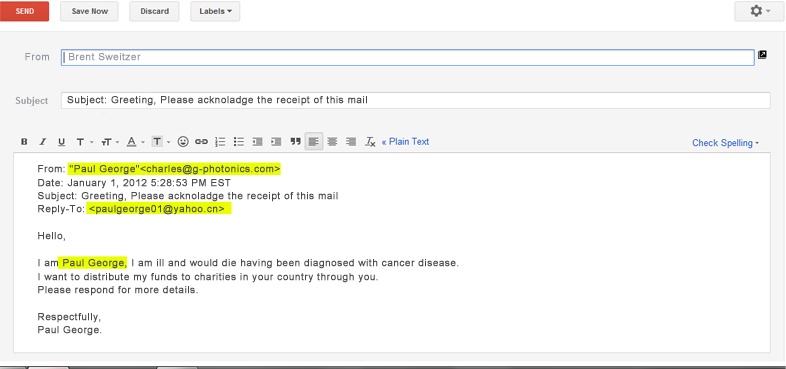 SEND Save Now Discard Labels
From Brent Sweitzer
Subject Subject: Greeting, Please acknoladge the receipt of this mail
B I U T T A T T « Plain Text Check Spelling
From: "Paul George"<charles@g-photonics.com>
Date: January 1, 2012 5:28:53 PM EST
Subject: Greeting, Please acknoladge the receipt of this mail
Reply-To: <paulgeorge01@yahoo.cn>
Hello,
I am Paul George, I am ill and would die having been diagnosed with cancer disease.
I want to distribute my funds to charities in your country through you.
Please respond for more details.
Respectfully,
Paul George.